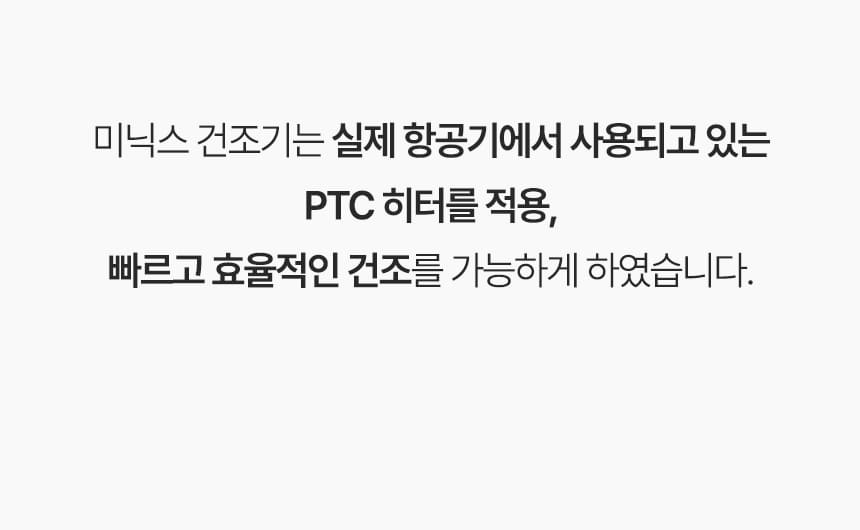 미닉스 건조기는 실제 항공기에서 사용되고 있는
PTC 히터를 적용,
빠르고 효율적인 건조를 가능하게 하였습니다.